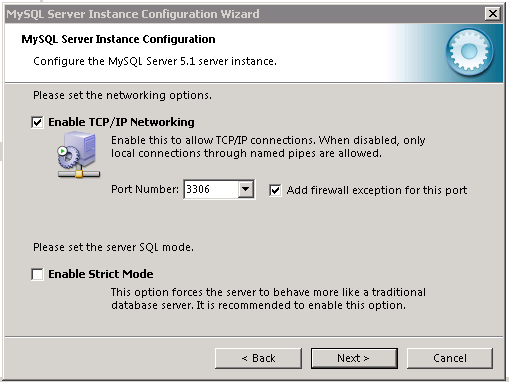 MySQL Server Instance Configuration Wizard
MySQL Server Instance Configuration
Configure the MySQL Server 5.1 server instance.
Please set the networking options.
Enable TCP/IP Networking
Enable this to allow TCP/IP connections. When disabled, only
local connections through named pipes are allowed.
Port Number: 3306 Add firewall exception for this port
Please set the server SQL mode.
Enable Strict Mode
This option forces the server to behave more like a traditional
database server. It is recommended to enable this option.
< Back Next > Cancel